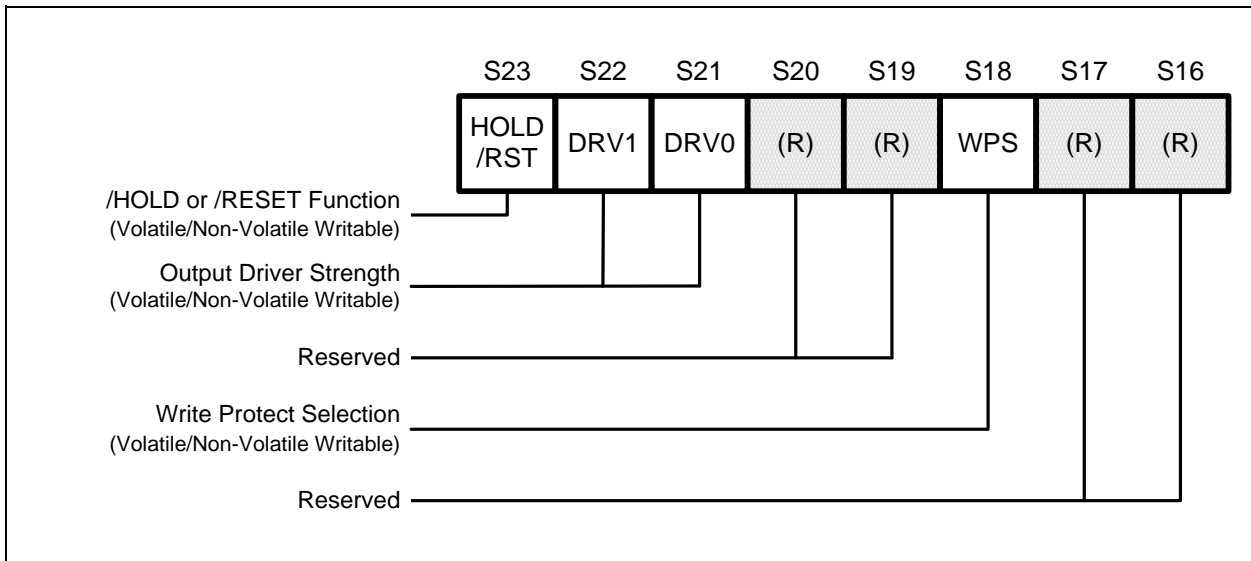 S23 S22 S21 S20 S19 S18 S17 S16
HOLD
/RST
DRV1 DRV0 (R) (R) WPS (R) (R)
/HOLD or /RESET Function
(Volatile/Non-Volatile Writable)
Output Driver Strength
(Volatile/Non-Volatile Writable)
Reserved
Write Protect Selection
(Volatile/Non-Volatile Writable)
Reserved